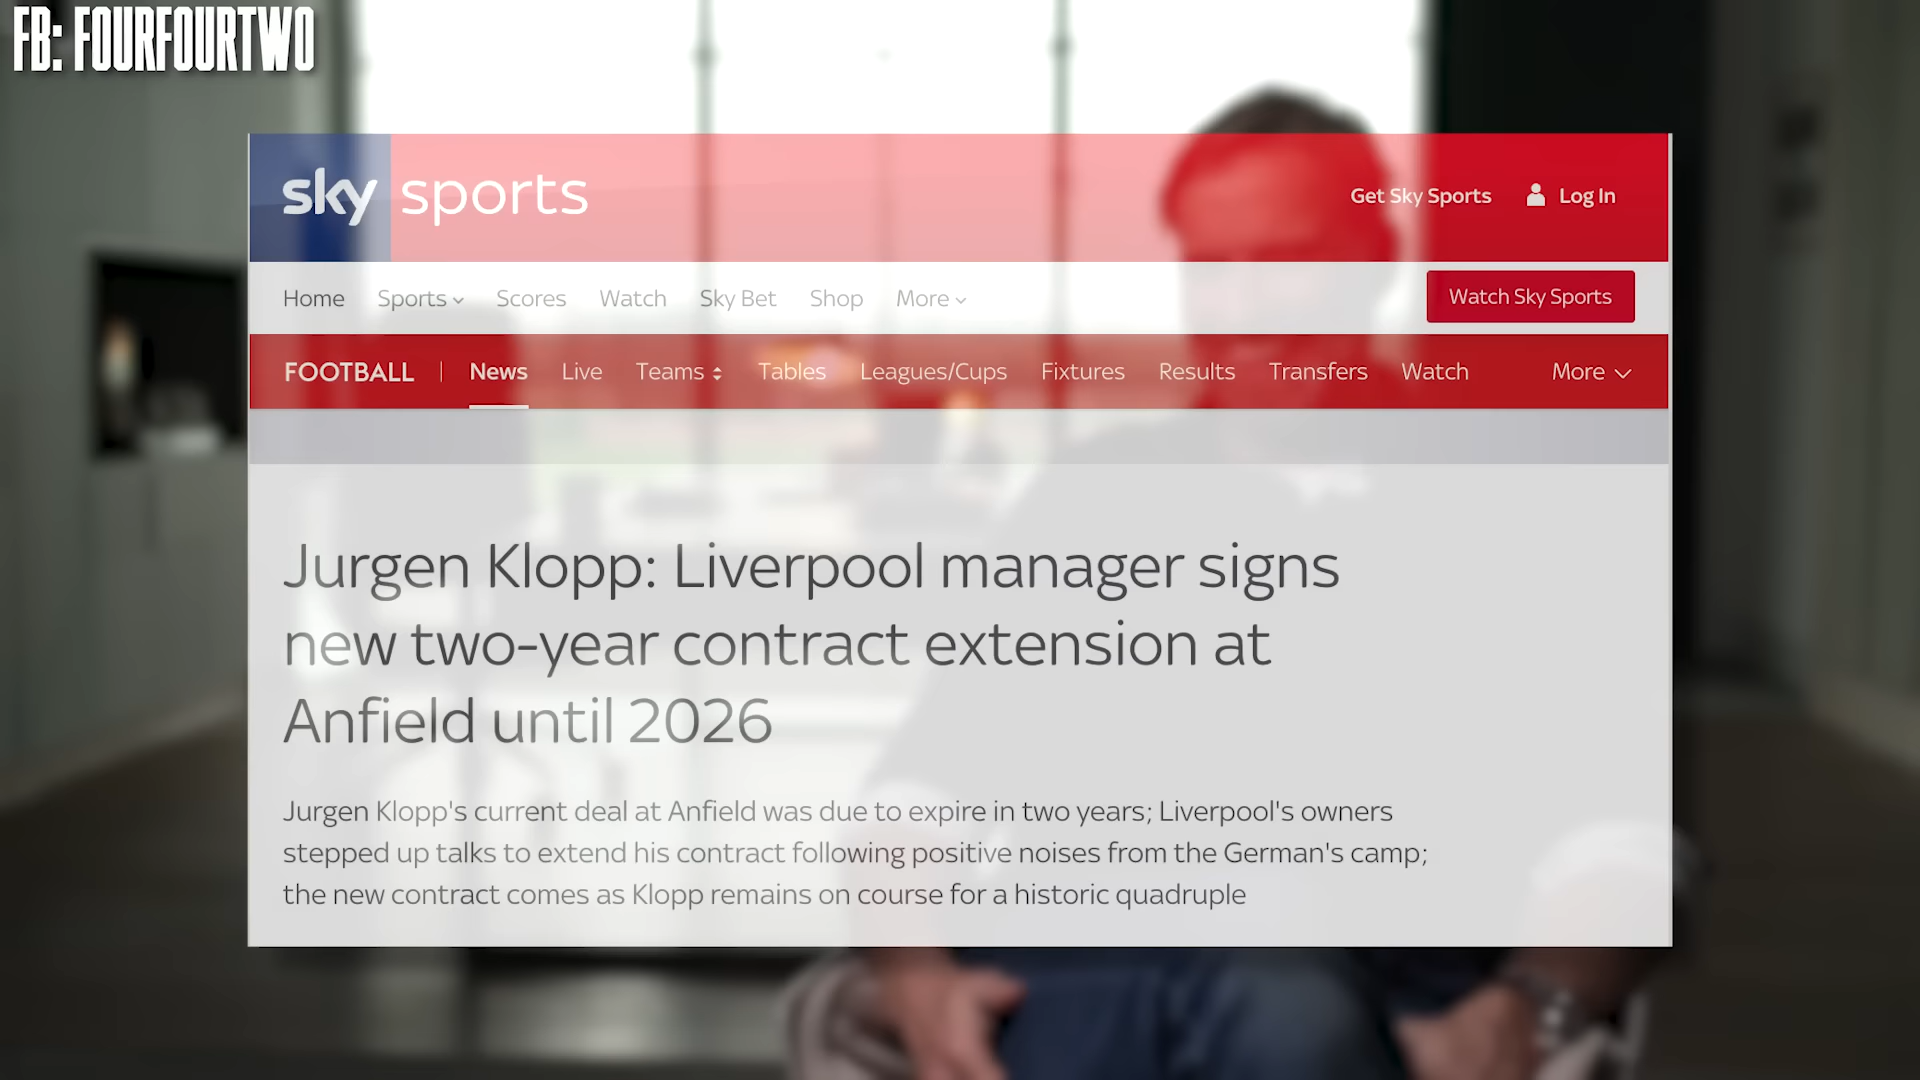 FB: FOURFOURTWO
sky sports
Get Sky Sports Log In
Home Sports Scores Watch Sky Bet Shop More
Watch Sky Sports
FOOTBALL | News Live Teams Tables Leagues/Cups Fixtures Results Transfers Watch More
Jurgen Klopp: Liverpool manager signs
new two-year contract extension at
Anfield until 2026
Jurgen Klopp's current deal at Anfield was due to expire in two years; Liverpool's owners
stepped up talks to extend his contract following positive noises from the German's camp;
the new contract comes as Klopp remains on course for a historic quadruple